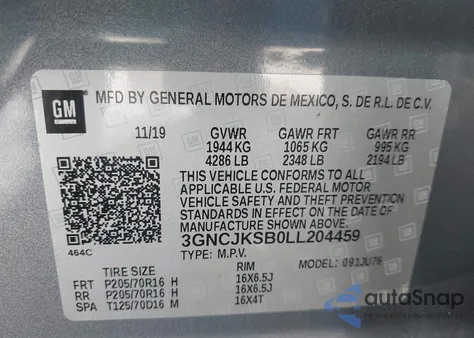 GM
MFD BY GENERAL MOTORS DE MEXICO, S. DE R.L. DE C.V.
11/19 GVWR GAWR FRT GAWR RR
1944 KG 1065 KG 995 KG
4286 LB 2348 LB 2194 LB
THIS VEHICLE CONFORMS TO ALL
APPLICABLE U.S. FEDERAL MOTOR
VEHICLE SAFETY AND THEFT PREVENTION
STANDARDS IN EFFECT ON THE DATE OF
MANUFACTURE SHOWN ABOVE.
3GNCJKSB0LL204459
464C TYPE: M.P.V. MODEL: 091JU76
TIRE SIZE RIM
FRT P205/70R16 H 16X6.5J
RR P205/70R16 H 16X6.5J
SPA T125/70D16 M 16X4T
autoSnap